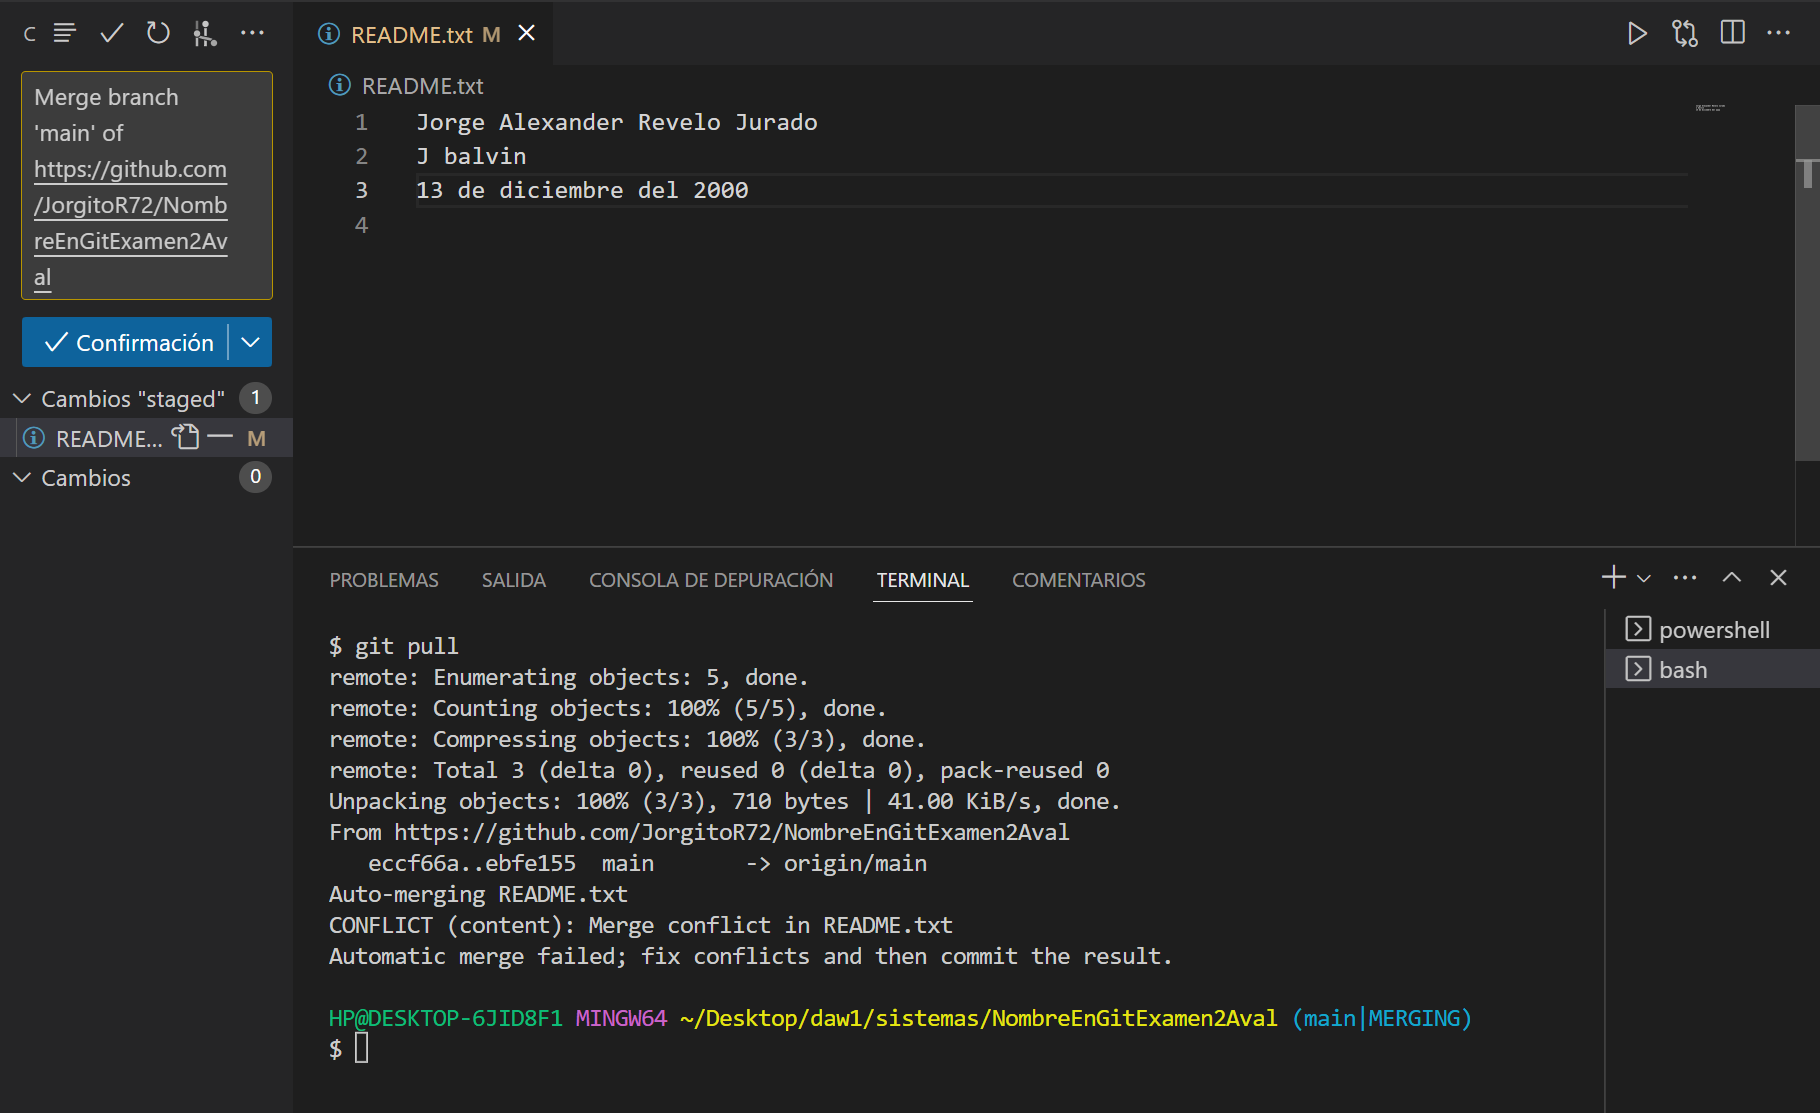 C
Merge branch
'main' of
https://github.com
/JorgitoR72/Nomb
reEnGitExamen2Av
al
Confirmación
Cambios "staged" 1
README... M
Cambios 0
README.txt M
README.txt
1 Jorge Alexander Revelo Jurado
2 J balvin
3 13 de diciembre del 2000
4
PROBLEMAS SALIDA CONSOLA DE DEPURACIÓN TERMINAL COMENTARIOS
$ git pull
remote: Enumerating objects: 5, done.
remote: Counting objects: 100% (5/5), done.
remote: Compressing objects: 100% (3/3), done.
remote: Total 3 (delta 0), reused 0 (delta 0), pack-reused 0
Unpacking objects: 100% (3/3), 710 bytes | 41.00 KiB/s, done.
From https://github.com/JorgitoR72/NombreEnGitExamen2Aval
   eccf66a..ebfe155  main       -> origin/main
Auto-merging README.txt
CONFLICT (content): Merge conflict in README.txt
Automatic merge failed; fix conflicts and then commit the result.
HP@DESKTOP-6JID8F1 MINGW64 ~/Desktop/daw1/sistemas/NombreEnGitExamen2Aval (main|MERGING)
$
powershell
bash